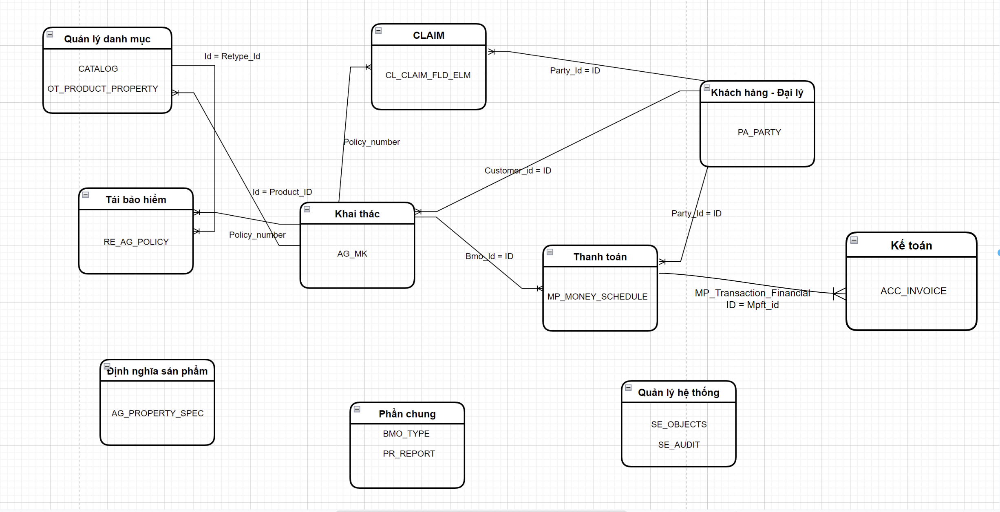 Quản lý danh mục
CATALOG
OT_PRODUCT_PROPERTY
Id = Retype_Id
CLAIM
CL_CLAIM_FLD_ELM
Party_Id = ID
Khách hàng - Đại lý
PA_PARTY
Policy_number
Customer_id = ID
Id = Product_ID
Tái bảo hiểm
RE_AG_POLICY
Policy_number
Khai thác
AG_MK
Party_Id = ID
Bmo_Id = ID
Thanh toán
MP_MONEY_SCHEDULE
MP_Transaction_Financial
ID = Mpft_id
Kế toán
ACC_INVOICE
Định nghĩa sản phẩm
AG_PROPERTY_SPEC
Phần chung
BMO_TYPE
PR_REPORT
Quản lý hệ thống
SE_OBJECTS
SE_AUDIT